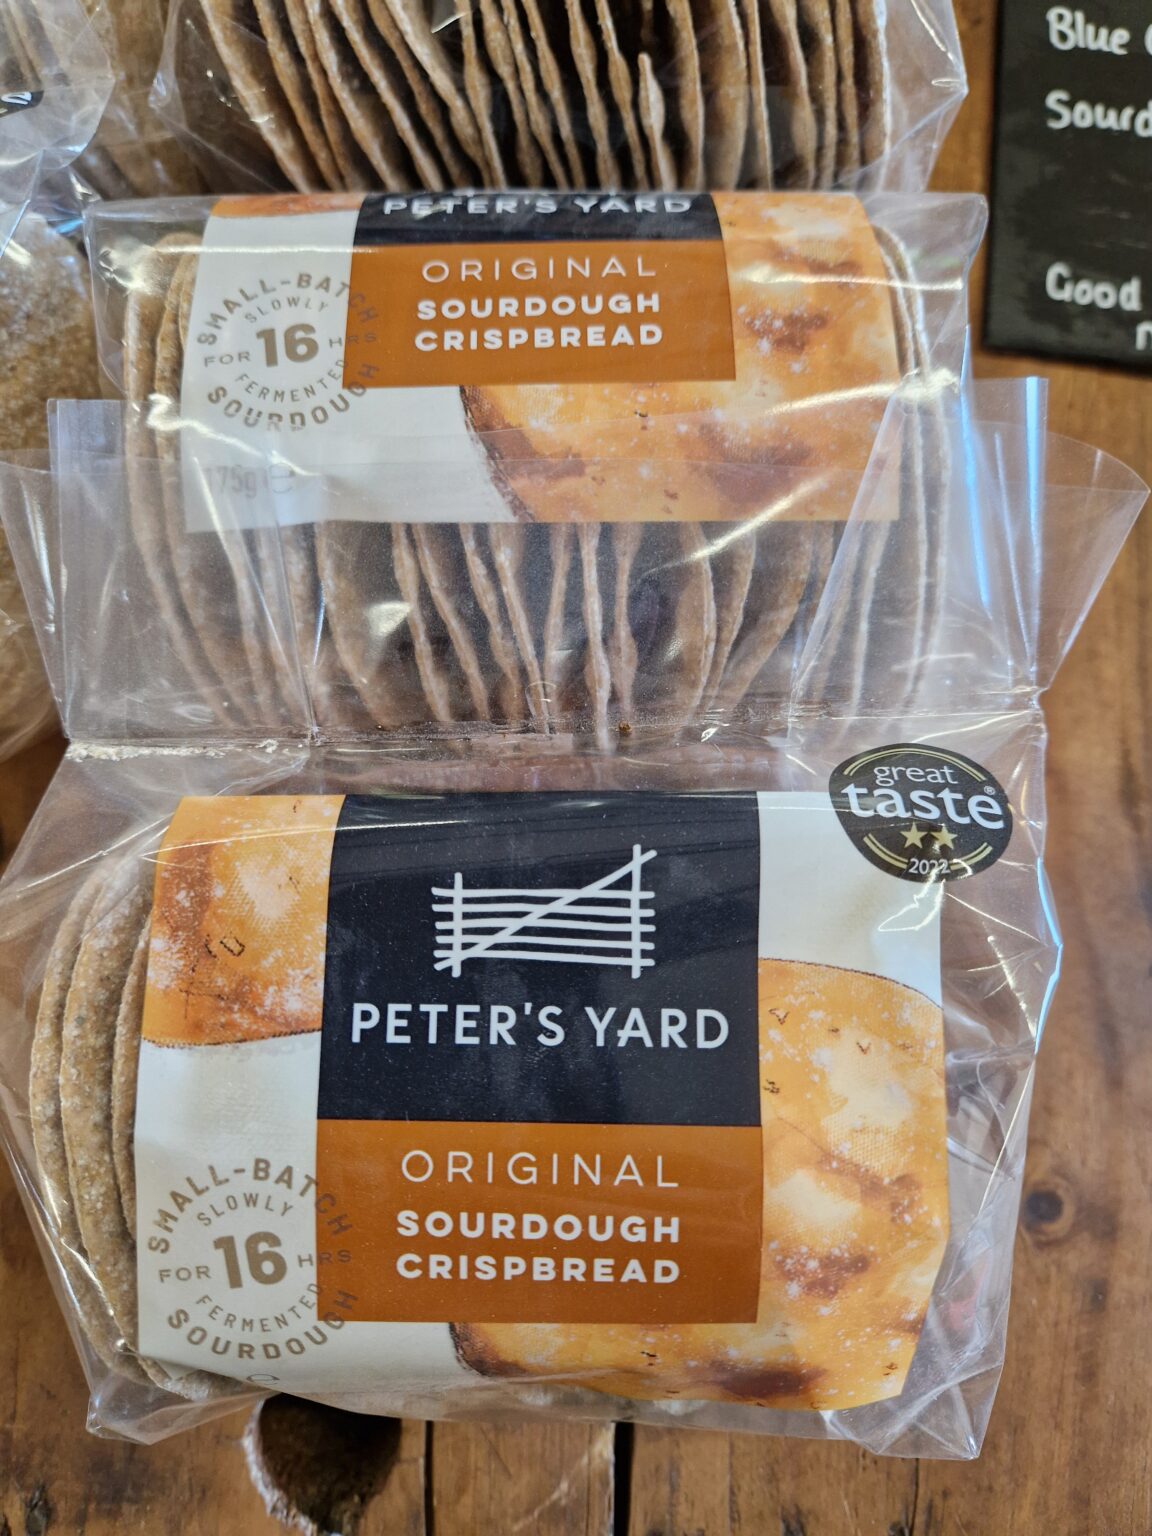 Blue
Sourd
Good
PETER'S YARD
ORIGINAL
SOURDOUGH
CRISPBREAD
SMALL-BATCH
SLOWLY
FOR 16 HRS
FERMENTED
SOURDOUGH
175g e
great
taste®
2022
PETER'S YARD
ORIGINAL
SOURDOUGH
CRISPBREAD
SMALL-BATCH
SLOWLY
FOR 16 HRS
FERMENTED
SOURDOUGH